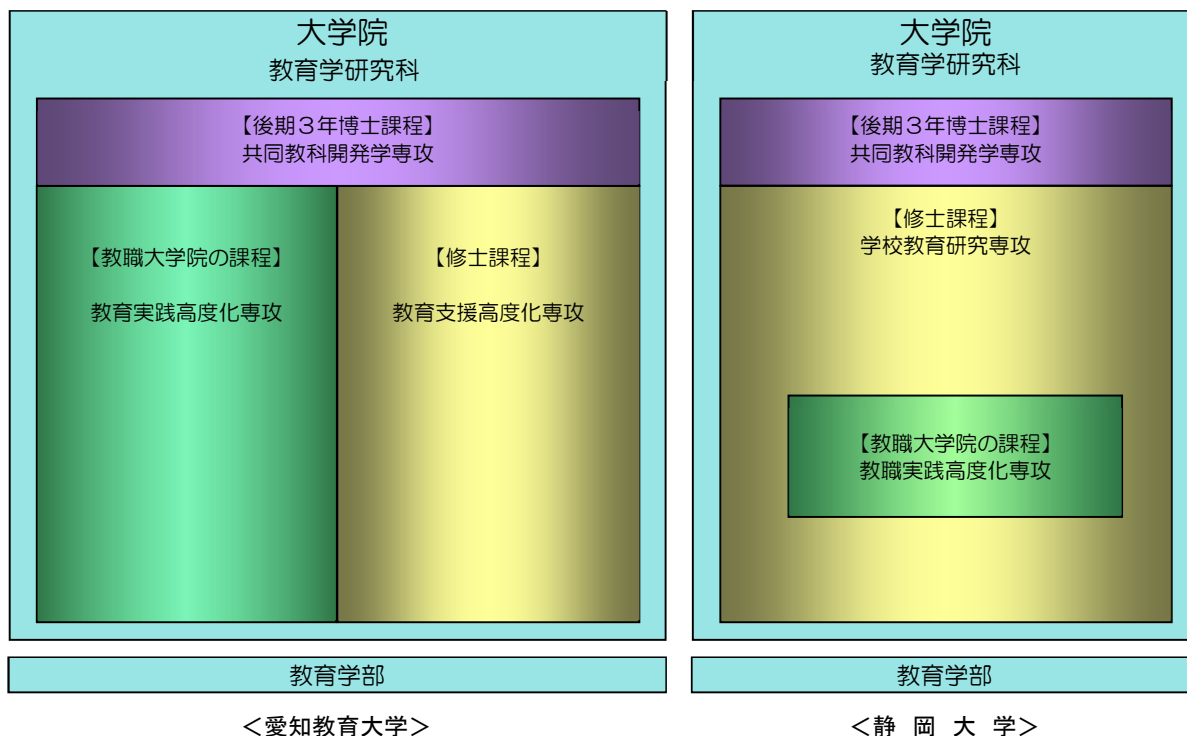 大学院
教育学研究科
【後期３年博士課程】
共同教科開発学専攻
【教職大学院の課程】
教育実践高度化専攻
【修士課程】
教育支援高度化専攻
教育学部
＜愛知教育大学＞
大学院
教育学研究科
【後期３年博士課程】
共同教科開発学専攻
【修士課程】
学校教育研究専攻
【教職大学院の課程】
教職実践高度化専攻
教育学部
＜静 岡 大 学＞